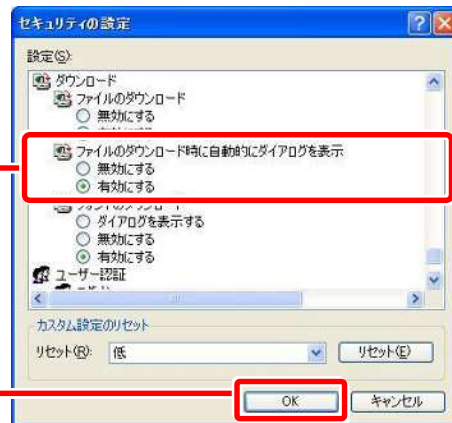 セキュリティの設定
設定(S):
ダウンロード
ファイルのダウンロード
無効にする
ファイルのダウンロード時に自動的にダイアログを表示
無効にする
有効にする
ダイアログを表示する
無効にする
有効にする
ユーザー認証
カスタム設定のリセット
リセット(R):
低
リセット(E)
OK
キャンセル